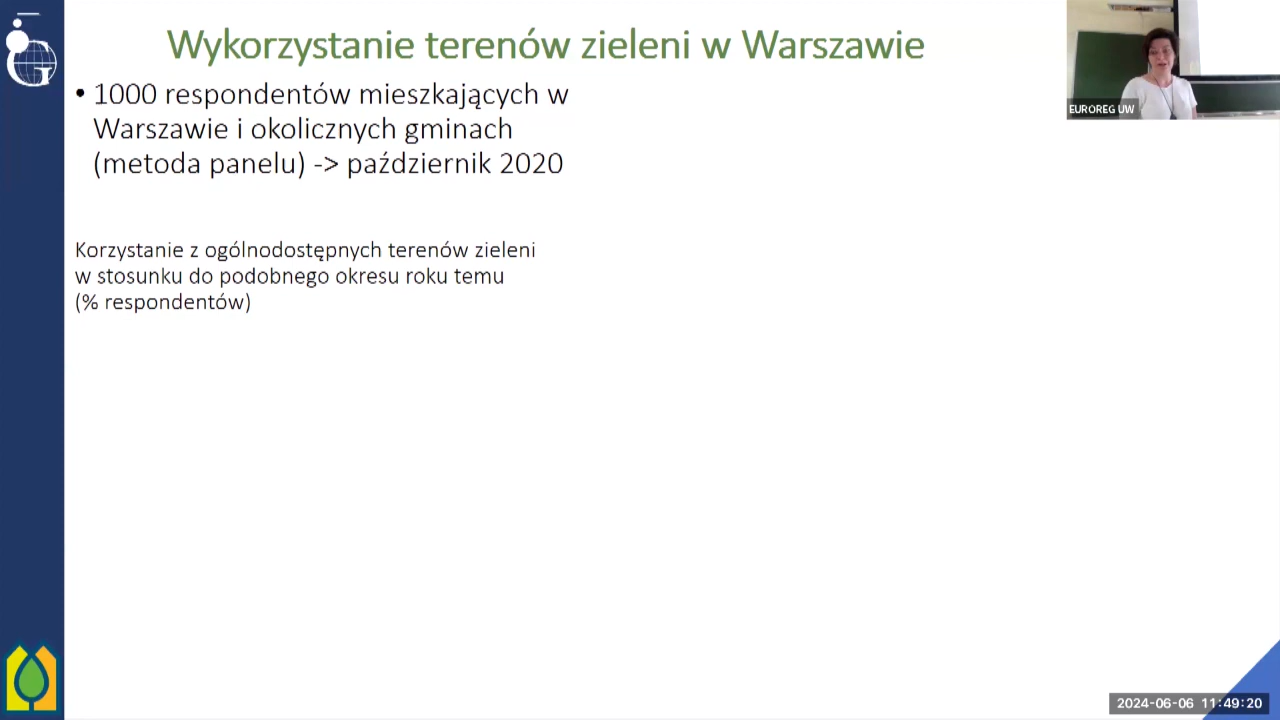 Wykorzystanie terenów zieleni w Warszawie
• 1000 respondentów mieszkających w
Warszawie i okolicznych gminach
(metoda panelu) -> październik 2020
Korzystanie z ogólnodostępnych terenów zieleni
w stosunku do podobnego okresu roku temu
(% respondentów)
EUROREG UW
2024-06-06 11:49:20